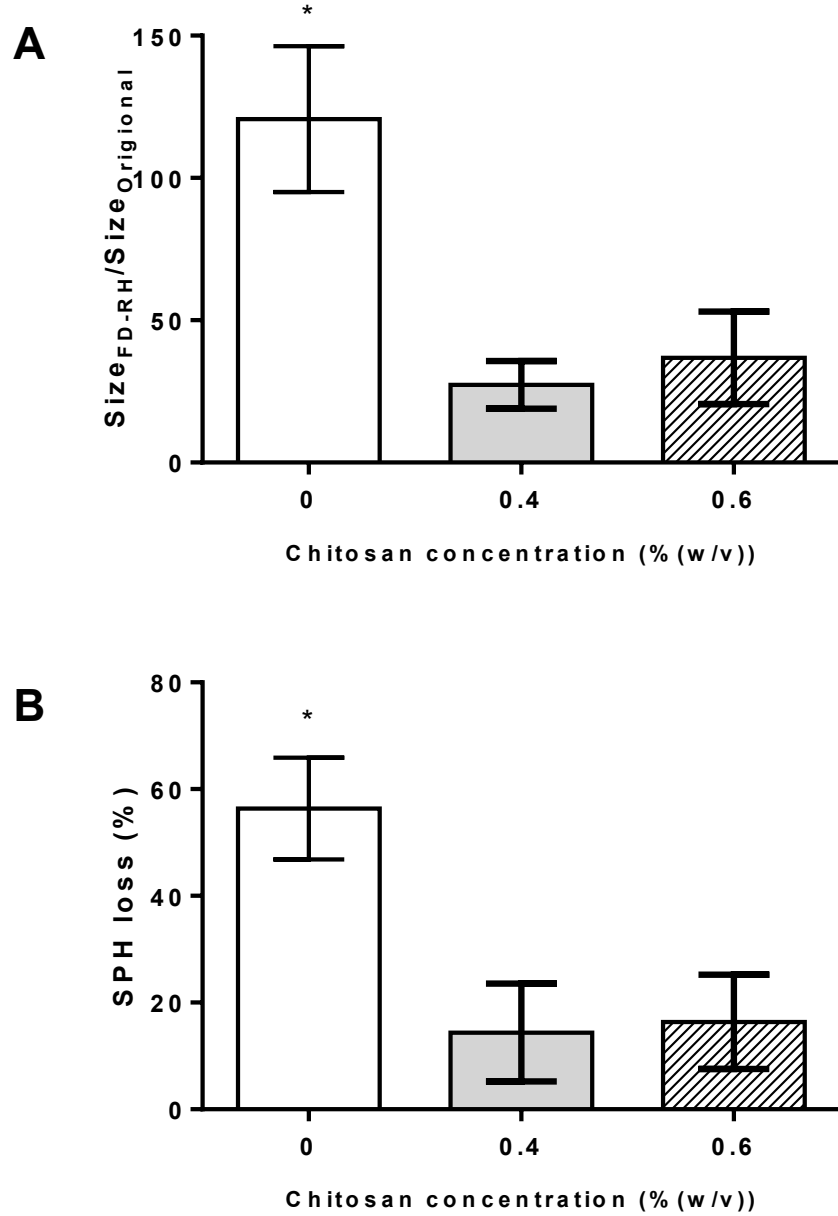 A
*
150
100
50
0
SizeFD-RH/SizeOrigional
0 0.4 0.6
Chitosan concentration (% (w/v))
B
*
80
60
40
20
0
SPH loss (%)
0 0.4 0.6
Chitosan concentration (% (w/v))